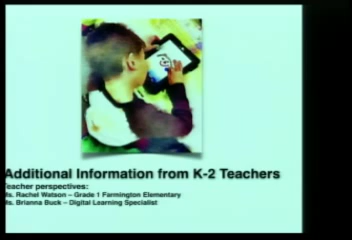 Additional Information from K-2 Teachers
Teacher perspectives:
Ms. Rachel Watson – Grade 1 Farmington Elementary
Ms. Brianna Buck – Digital Learning Specialist